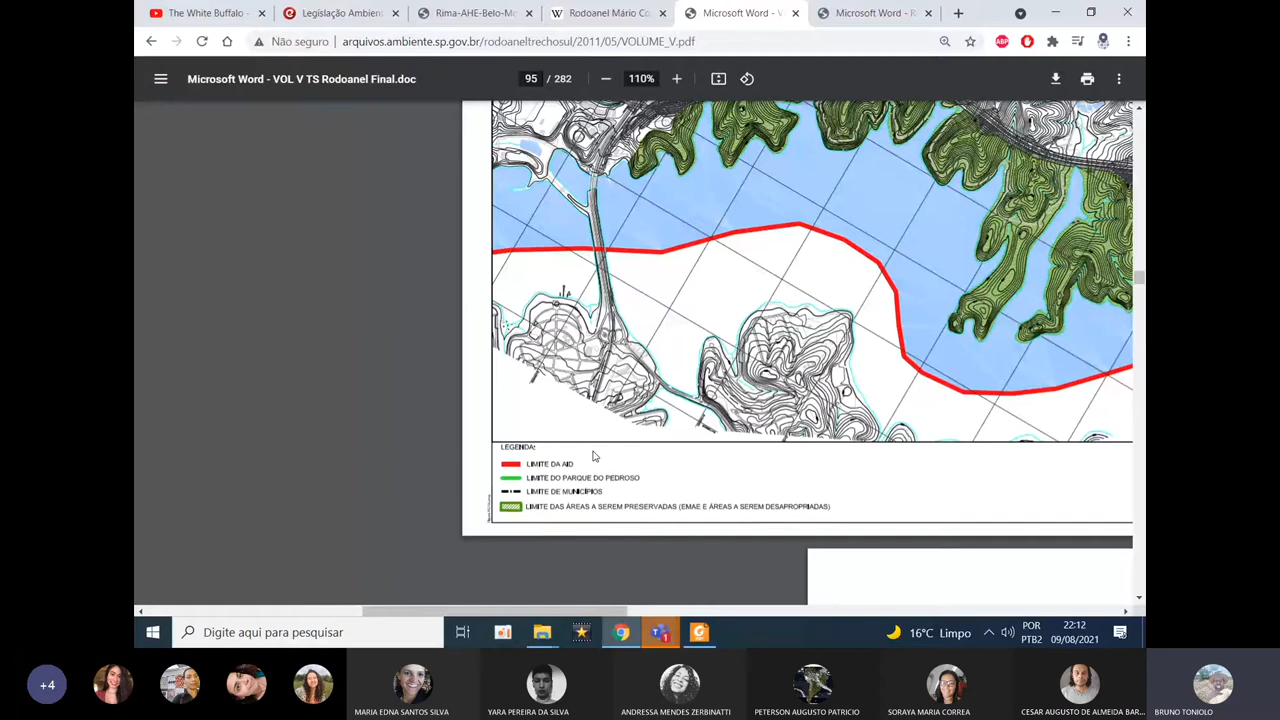 The White Buffalo -
Legislação Ambien
Rima-AHE-Belo-Mo
Rodoanel Mário Co
Microsoft Word - V
Microsoft Word - R
Não seguro
arquivos.ambiente.sp.gov.br/rodoaneltrechosul/2011/05/VOLUME_V.pdf
ABP
Microsoft Word - VOL V TS Rodoanel Final.doc
95 / 282
110%
LEGENDA:
LIMITE DA AID
LIMITE DO PARQUE DO PEDROSO
LIMITE DE MUNICÍPIOS
LIMITE DAS ÁREAS A SEREM PRESERVADAS (EMAE E ÁREAS A SEREM DESAPROPRIADAS)
Digite aqui para pesquisar
1
16°C Limpo
POR
PTB2
22:12
09/08/2021
+4
MARIA EDNA SANTOS SILVA
YARA PEREIRA DA SILVA
ANDRESSA MENDES ZERBINATTI
PETERSON AUGUSTO PATRICIO
SORAYA MARIA CORREA
CESAR AUGUSTO DE ALMEIDA BAR...
BRUNO TONIOLO